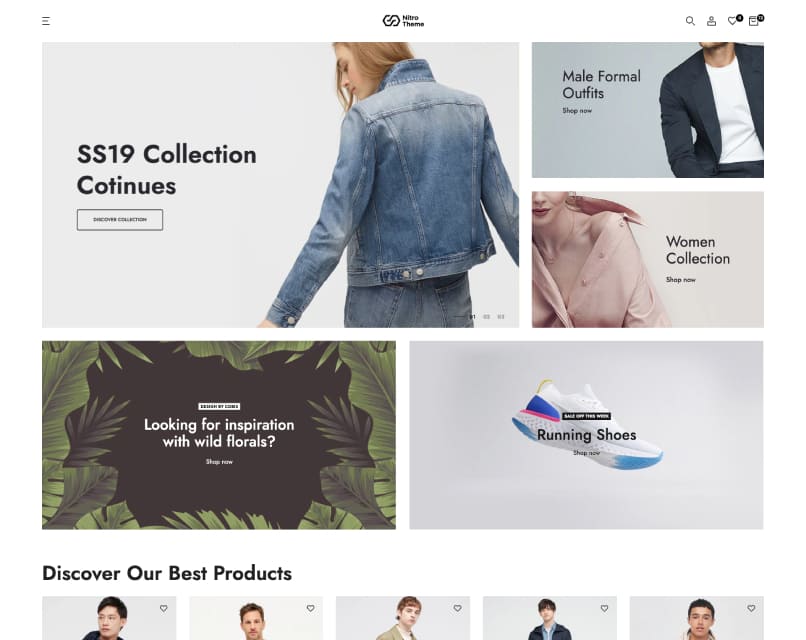 Nitro
Theme
SS19 Collection
Cotinues
DISCOVER COLLECTION
01 02 03
Male Formal
Outfits
Shop now
Women
Collection
Shop now
DESIGN BY COBIS
Looking for inspiration
with wild florals?
Shop now
SALE OFF THIS WEEK
Running Shoes
Shop now
Discover Our Best Products